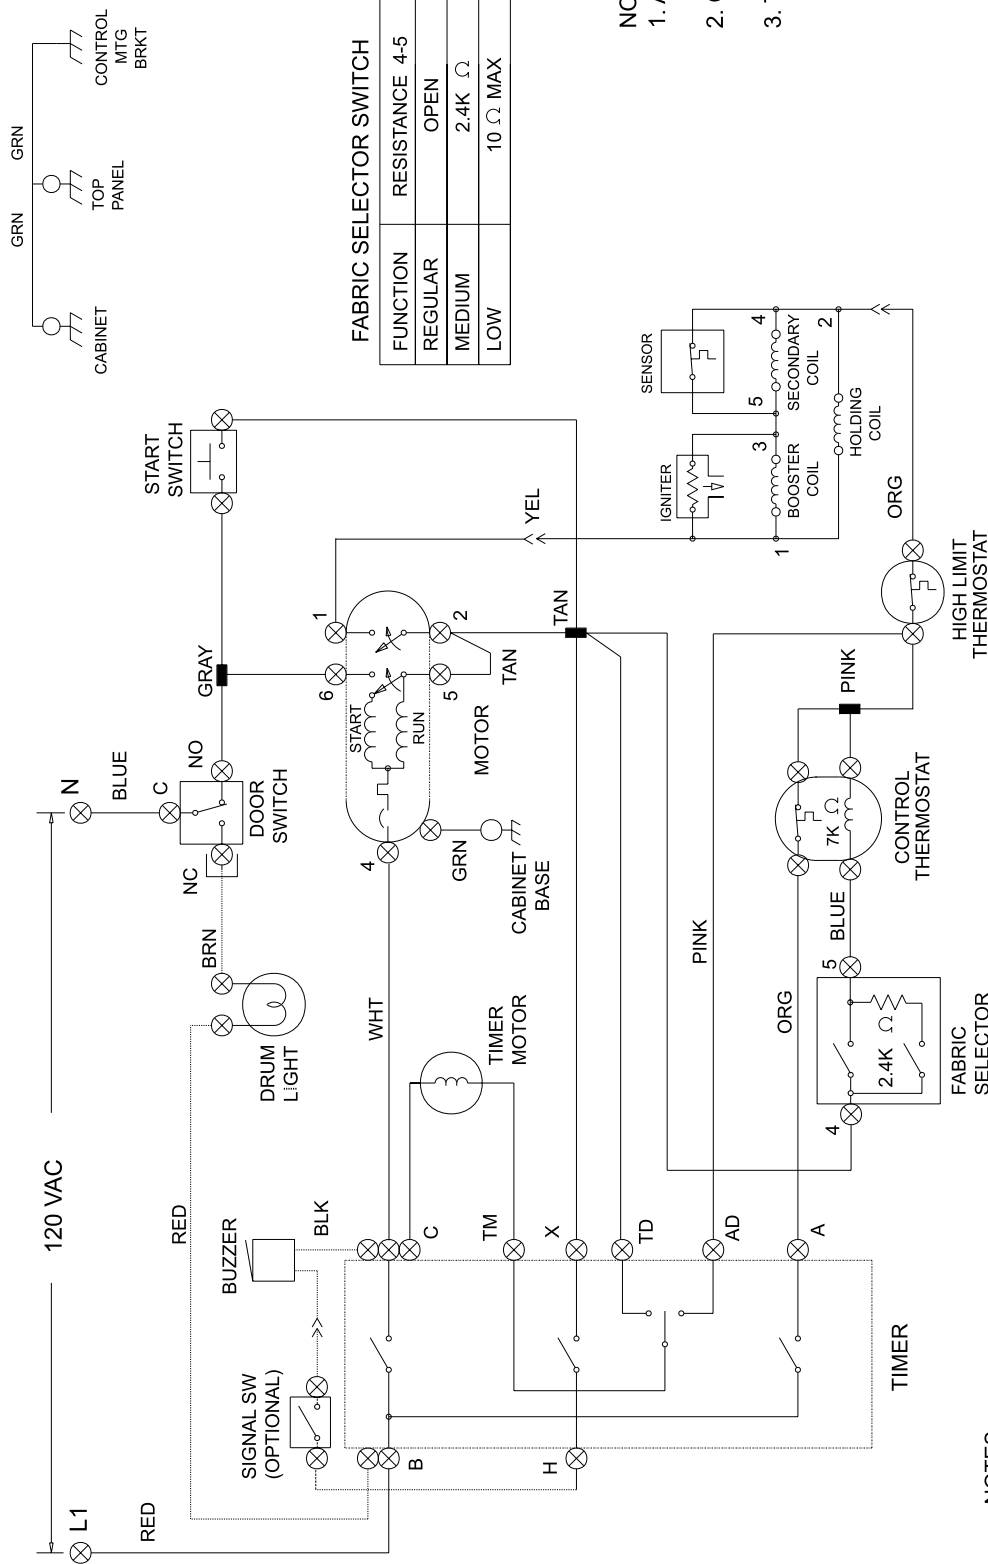 120 VAC
L1
RED
N
BLUE
C
NO
NC
DOOR
SWITCH
GRAY
START
SWITCH
GRN
GRN
CABINET
TOP
PANEL
CONTROL
MTG
BRKT
RED
BRN
DRUM
LIGHT
BUZZER
BLK
SIGNAL SW
(OPTIONAL)
WHT
4
GRN
CABINET
BASE
START
RUN
MOTOR
6
1
5
2
TAN
TAN
YEL
TIMER
MOTOR
B
H
C
TM
X
TD
AD
A
TIMER
PINK
ORG
4
2.4K Ω
5
FABRIC
SELECTOR
BLUE
7K Ω
CONTROL
THERMOSTAT
PINK
HIGH LIMIT
THERMOSTAT
ORG
IGNITER
SENSOR
1
3
5
4
2
BOOSTER
COIL
SECONDARY
COIL
HOLDING
COIL
FABRIC SELECTOR SWITCH
FUNCTION RESISTANCE 4-5
REGULAR OPEN
MEDIUM 2.4K Ω
LOW 10 Ω MAX
1. A
2.
3.
NOTES